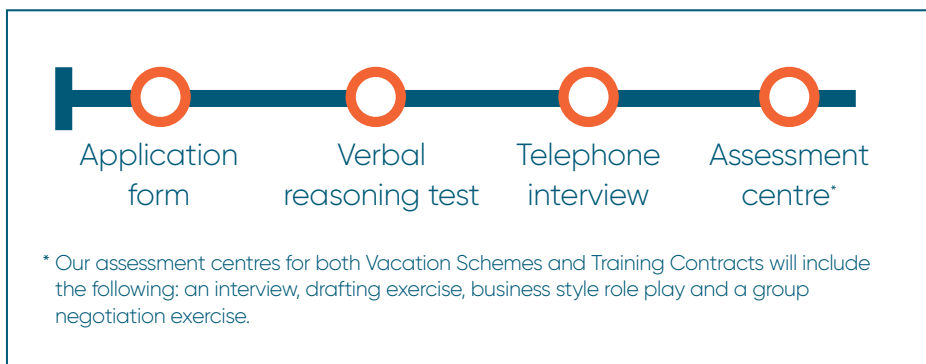 Application
form
Verbal
reasoning test
Telephone
interview
Assessment
centre*
* Our assessment centres for both Vacation Schemes and Training Contracts will include
the following: an interview, drafting exercise, business style role play and a group
negotiation exercise.